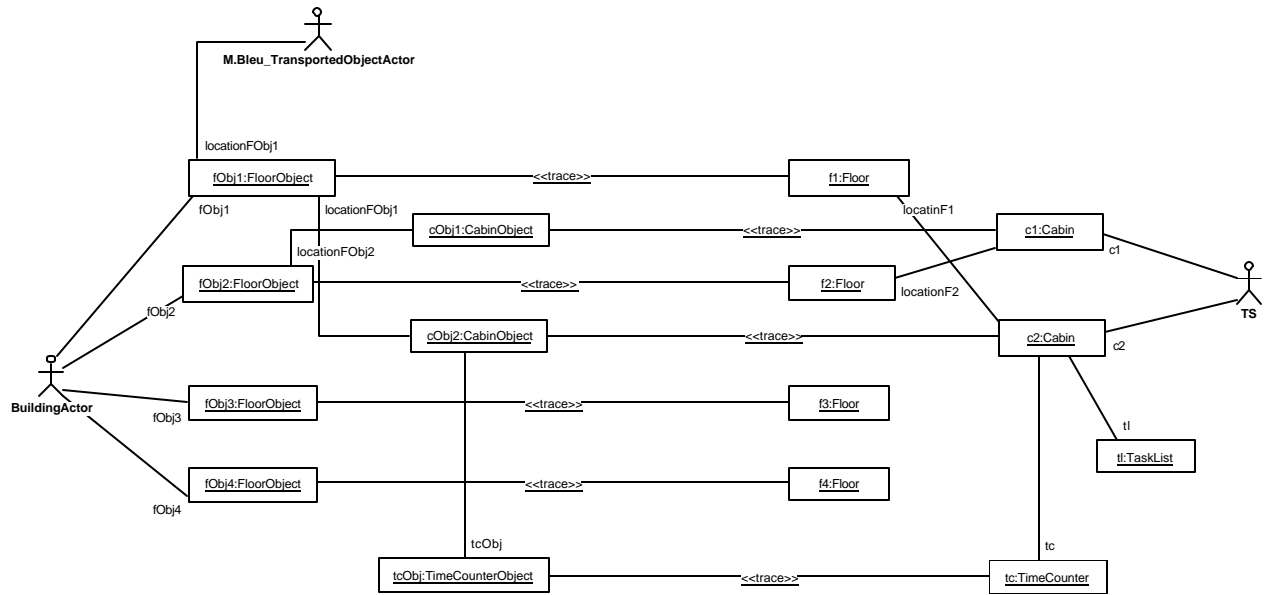 M.Bleu_TransportedObjectActor
locationFObj1
fObj1:FloorObject
<<trace>>
f1:Floor
fObj1
locationFObj1
locatinF1
cObj1:CabinObject
<<trace>>
c1:Cabin
locationFObj2
c1
fObj2:FloorObject
<<trace>>
f2:Floor
locationF2
fObj2
TS
cObj2:CabinObject
<<trace>>
c2:Cabin
c2
BuildingActor
fObj3:FloorObject
<<trace>>
f3:Floor
fObj3
tl
tl:TaskList
fObj4:FloorObject
<<trace>>
f4:Floor
fObj4
tcObj
tc
tcObj:TimeCounterObject
<<trace>>
tc:TimeCounter